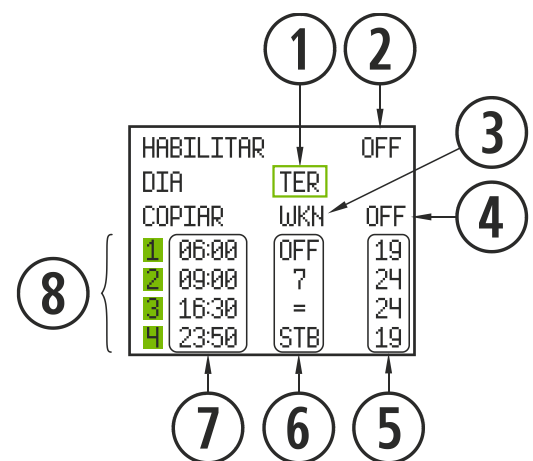 1 2
3
HABILITAR OFF
DIA TER
COPIAR WKN OFF
4
1 06:00 OFF 19
2 09:00 7 24
3 16:30 = 24
4 23:50 STB 19
8
7 6 5